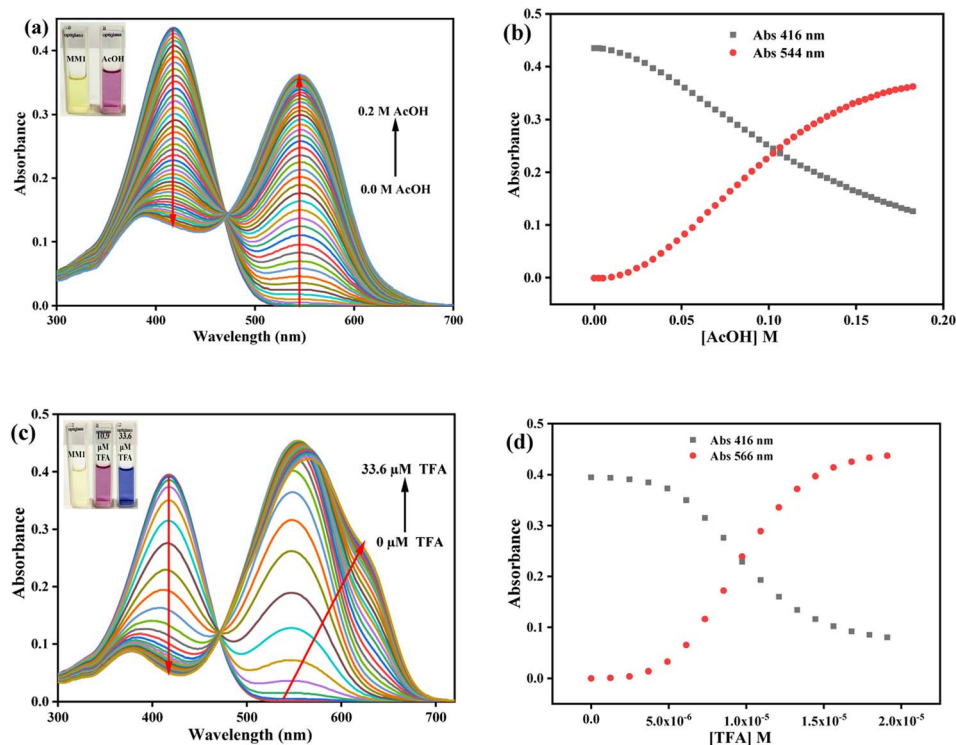 (a)
0.4
0.3
0.2
0.1
0.0
Absorbance
optiglass
optiglass
MM1
AcOH
0.2 M AcOH
0.0 M AcOH
300
400
500
600
700
Wavelength (nm)
(b)
Abs 416 nm
Abs 544 nm
0.5
0.4
0.3
0.2
0.1
0.0
Absorbance
0.00
0.05
0.10
0.15
0.20
[AcOH] M
(c)
0.5
0.4
0.3
0.2
0.1
0.0
Absorbance
optiglass
MM1
10.9
µM
TFA
33.6
µM
TFA
33.6 µM TFA
0 µM TFA
300
400
500
600
700
Wavelength (nm)
(d)
Abs 416 nm
Abs 566 nm
0.5
0.4
0.3
0.2
0.1
0.0
Absorbance
0.0
5.0x10⁻⁶
1.0x10⁻⁵
1.5x10⁻⁵
2.0x10⁻⁵
[TFA] M